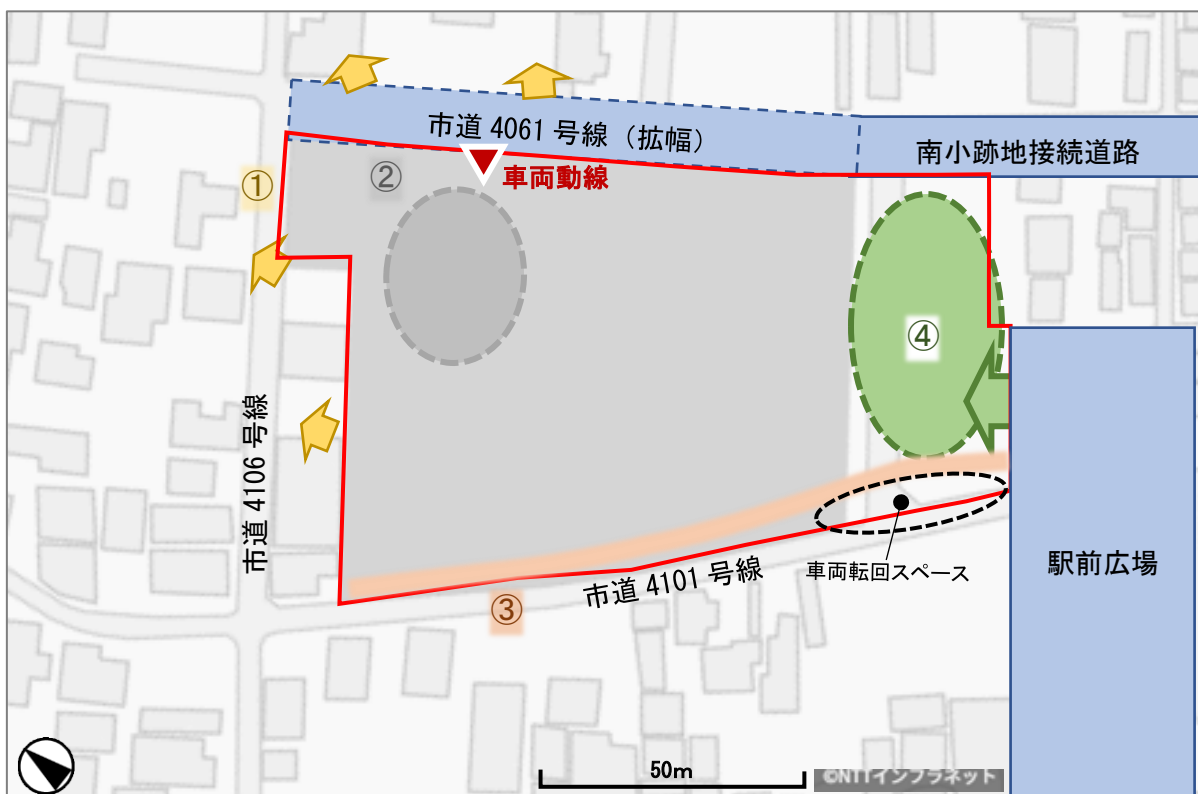 市道 4061 号線（拡幅）
南小跡地接続道路
①
②
車両動線
④
市道 4106 号線
車両転回スペース
駅前広場
市道 4101 号線
③
50m
©NTTインフラネット